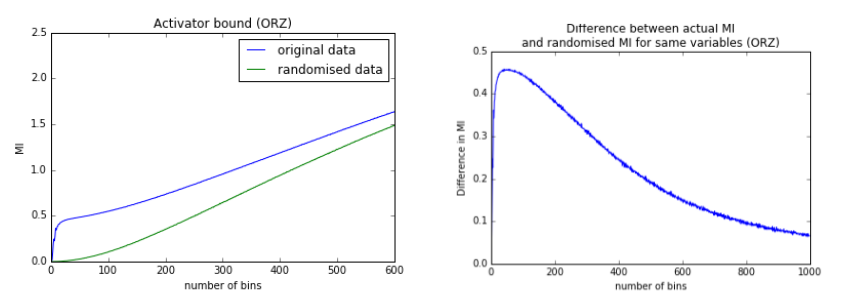 Activator bound (ORZ)
2.5
2.0
1.5
1.0
0.5
0.0
MI
original data
randomised data
0
100
200
300
400
500
600
number of bins
Difference between actual MI
and randomised MI for same variables (ORZ)
0.5
0.4
0.3
0.2
0.1
0.0
Difference in MI
0
200
400
600
800
1000
number of bins